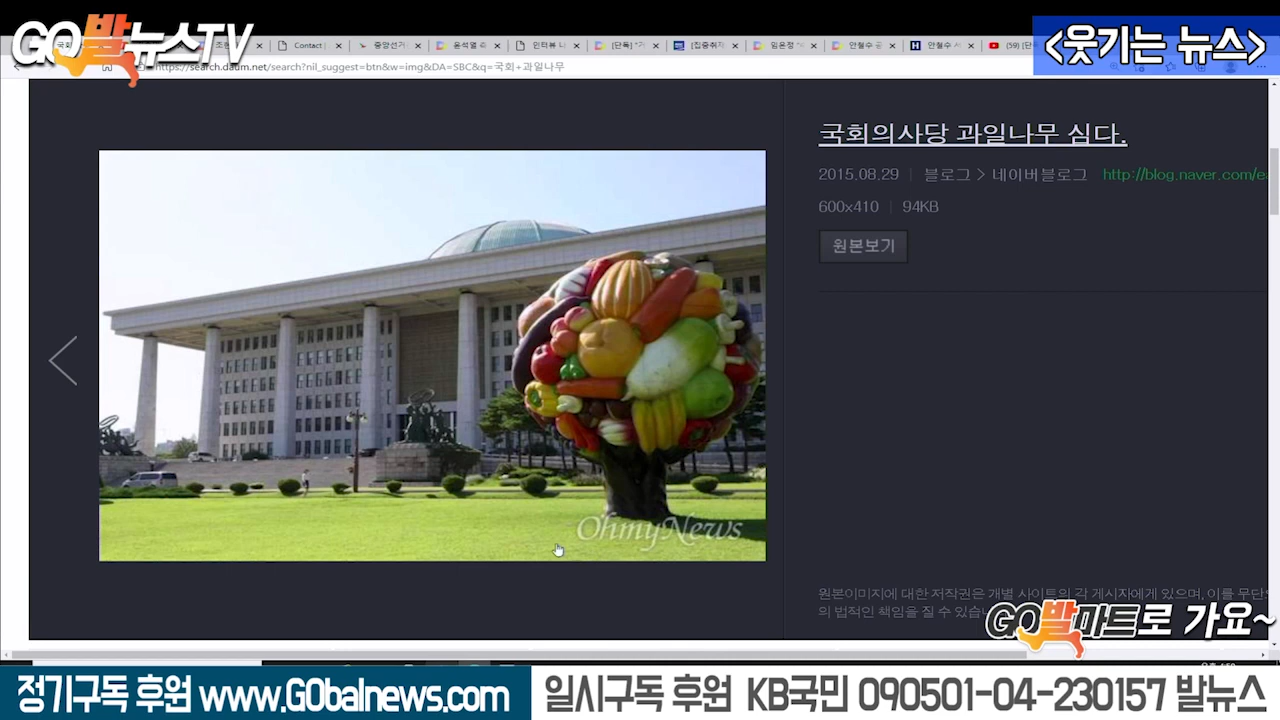 GO발뉴스TV
<웃기는 뉴스>
Contact
https://search.daum.net/search?nil_suggest=btn&w=img&DA=SBC&q=국회+과일나무
국회의사당 과일나무 심다.
2015.08.29 | 블로그 > 네이버블로그 http://blog.naver.com/ea
600x410 | 94KB
원본보기
OhmyNews
원본이미지에 대한 저작권은 개별 사이트의 각 게시자에게 있으며, 이를 무단으
의 법적인 책임을 질 수 있습니
GO발마트로 가요~
정기구독 후원 www.GObalnews.com
일시구독 후원 KB국민 090501-04-230157 발뉴스